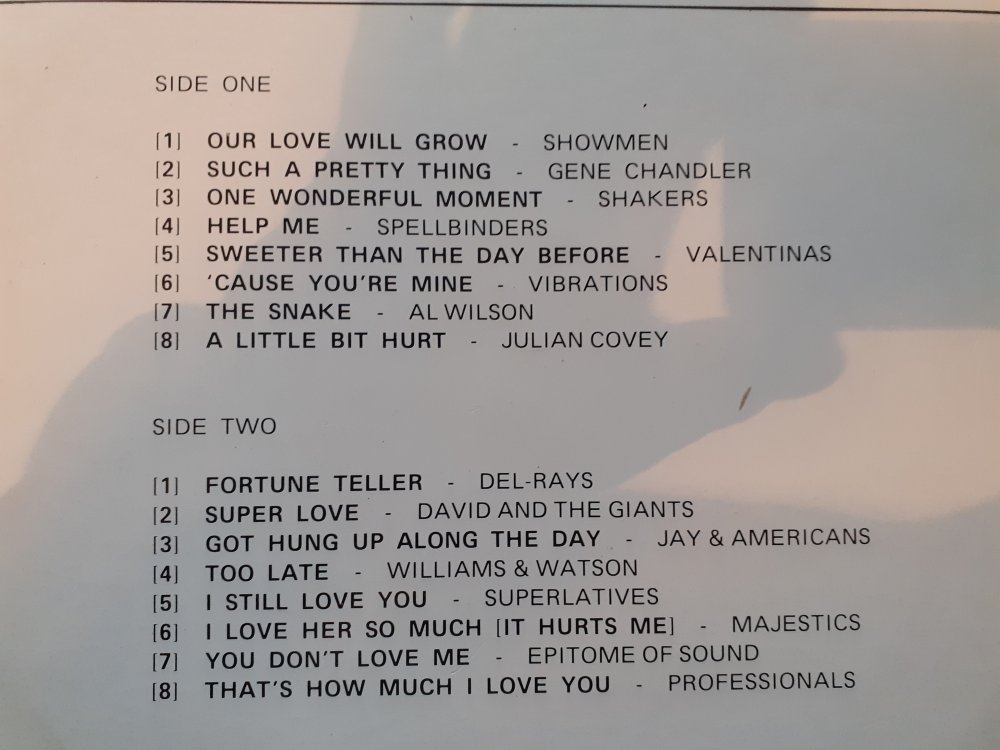 SIDE ONE
[1] OUR LOVE WILL GROW - SHOWMEN
[2] SUCH A PRETTY THING - GENE CHANDLER
[3] ONE WONDERFUL MOMENT - SHAKERS
[4] HELP ME - SPELLBINDERS
[5] SWEETER THAN THE DAY BEFORE - VALENTINAS
[6] 'CAUSE YOU'RE MINE - VIBRATIONS
[7] THE SNAKE - AL WILSON
[8] A LITTLE BIT HURT - JULIAN COVEY
SIDE TWO
[1] FORTUNE TELLER - DEL-RAYS
[2] SUPER LOVE - DAVID AND THE GIANTS
[3] GOT HUNG UP ALONG THE DAY - JAY & AMERICANS
[4] TOO LATE - WILLIAMS & WATSON
[5] I STILL LOVE YOU - SUPERLATIVES
[6] I LOVE HER SO MUCH [IT HURTS ME] - MAJESTICS
[7] YOU DON'T LOVE ME - EPITOME OF SOUND
[8] THAT'S HOW MUCH I LOVE YOU - PROFESSIONALS